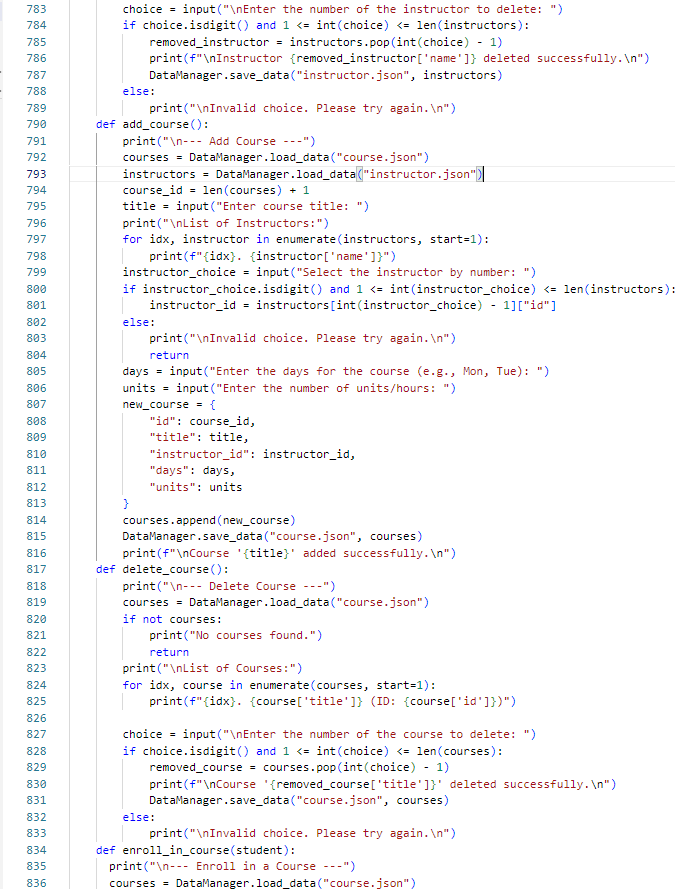 783 choice = input("\nEnter the number of the instructor to delete: ")
784 if choice.isdigit() and 1 <= int(choice) <= len(instructors):
785 removed_instructor = instructors.pop(int(choice) - 1)
786 print(f"\nInstructor {removed_instructor['name']} deleted successfully.\n")
787 DataManager.save_data("instructor.json", instructors)
788 else:
789 print("\nInvalid choice. Please try again.\n")
790 def add_course():
791 print("\n--- Add Course ---")
792 courses = DataManager.load_data("course.json")
793 instructors = DataManager.load_data("instructor.json")
794 course_id = len(courses) + 1
795 title = input("Enter course title: ")
796 print("\nList of Instructors:")
797 for idx, instructor in enumerate(instructors, start=1):
798 print(f"{idx}. {instructor['name']}")
799 instructor_choice = input("Select the instructor by number: ")
800 if instructor_choice.isdigit() and 1 <= int(instructor_choice) <= len(instructors):
801 instructor_id = instructors[int(instructor_choice) - 1]["id"]
802 else:
803 print("\nInvalid choice. Please try again.\n")
804 return
805 days = input("Enter the days for the course (e.g., Mon, Tue): ")
806 units = input("Enter the number of units/hours: ")
807 new_course = {
808 "id": course_id,
809 "title": title,
810 "instructor_id": instructor_id,
811 "days": days,
812 "units": units
813 }
814 courses.append(new_course)
815 DataManager.save_data("course.json", courses)
816 print(f"\nCourse '{title}' added successfully.\n")
817 def delete_course():
818 print("\n--- Delete Course ---")
819 courses = DataManager.load_data("course.json")
820 if not courses:
821 print("No courses found.")
822 return
823 print("\nList of Courses:")
824 for idx, course in enumerate(courses, start=1):
825 print(f"{idx}. {course['title']} (ID: {course['id']})")
826
827 choice = input("\nEnter the number of the course to delete: ")
828 if choice.isdigit() and 1 <= int(choice) <= len(courses):
829 removed_course = courses.pop(int(choice) - 1)
830 print(f"\nCourse '{removed_course['title']}' deleted successfully.\n")
831 DataManager.save_data("course.json", courses)
832 else:
833 print("\nInvalid choice. Please try again.\n")
834 def enroll_in_course(student):
835 print("\n--- Enroll in a Course ---")
836 courses = DataManager.load_data("course.json")